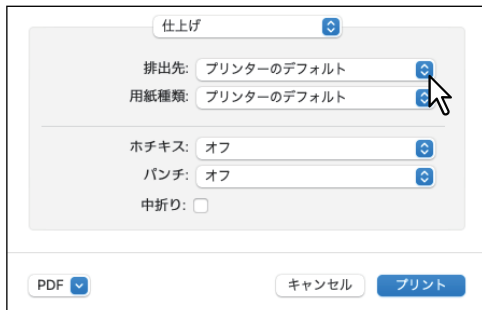 仕上げ
排出先: プリンターのデフォルト
用紙種類: プリンターのデフォルト
ホチキス: オフ
パンチ: オフ
中折り:
PDF キャンセル プリント